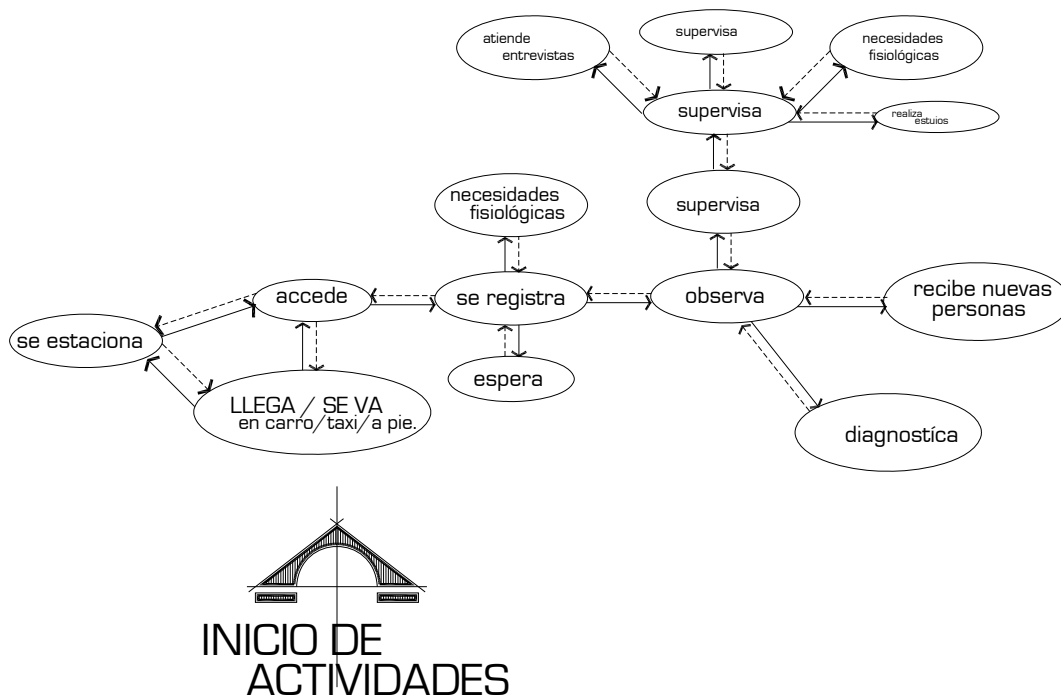 atiende
entrevistas
supervisa
necesidades
fisiológicas
supervisa
realiza
estuios
necesidades
fisiológicas
supervisa
accede
se registra
observa
recibe nuevas
personas
se estaciona
espera
LLEGA / SE VA
en carro/taxi/a pie.
diagnostíca
INICIO DE
ACTIVIDADES